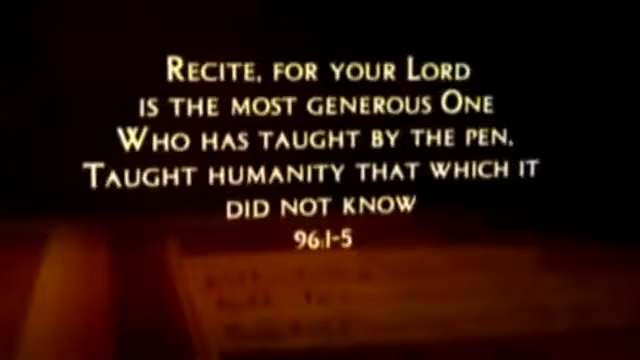 Recite, for your Lord
is the most generous One
Who has taught by the pen,
Taught humanity that which it
did not know
96:1-5